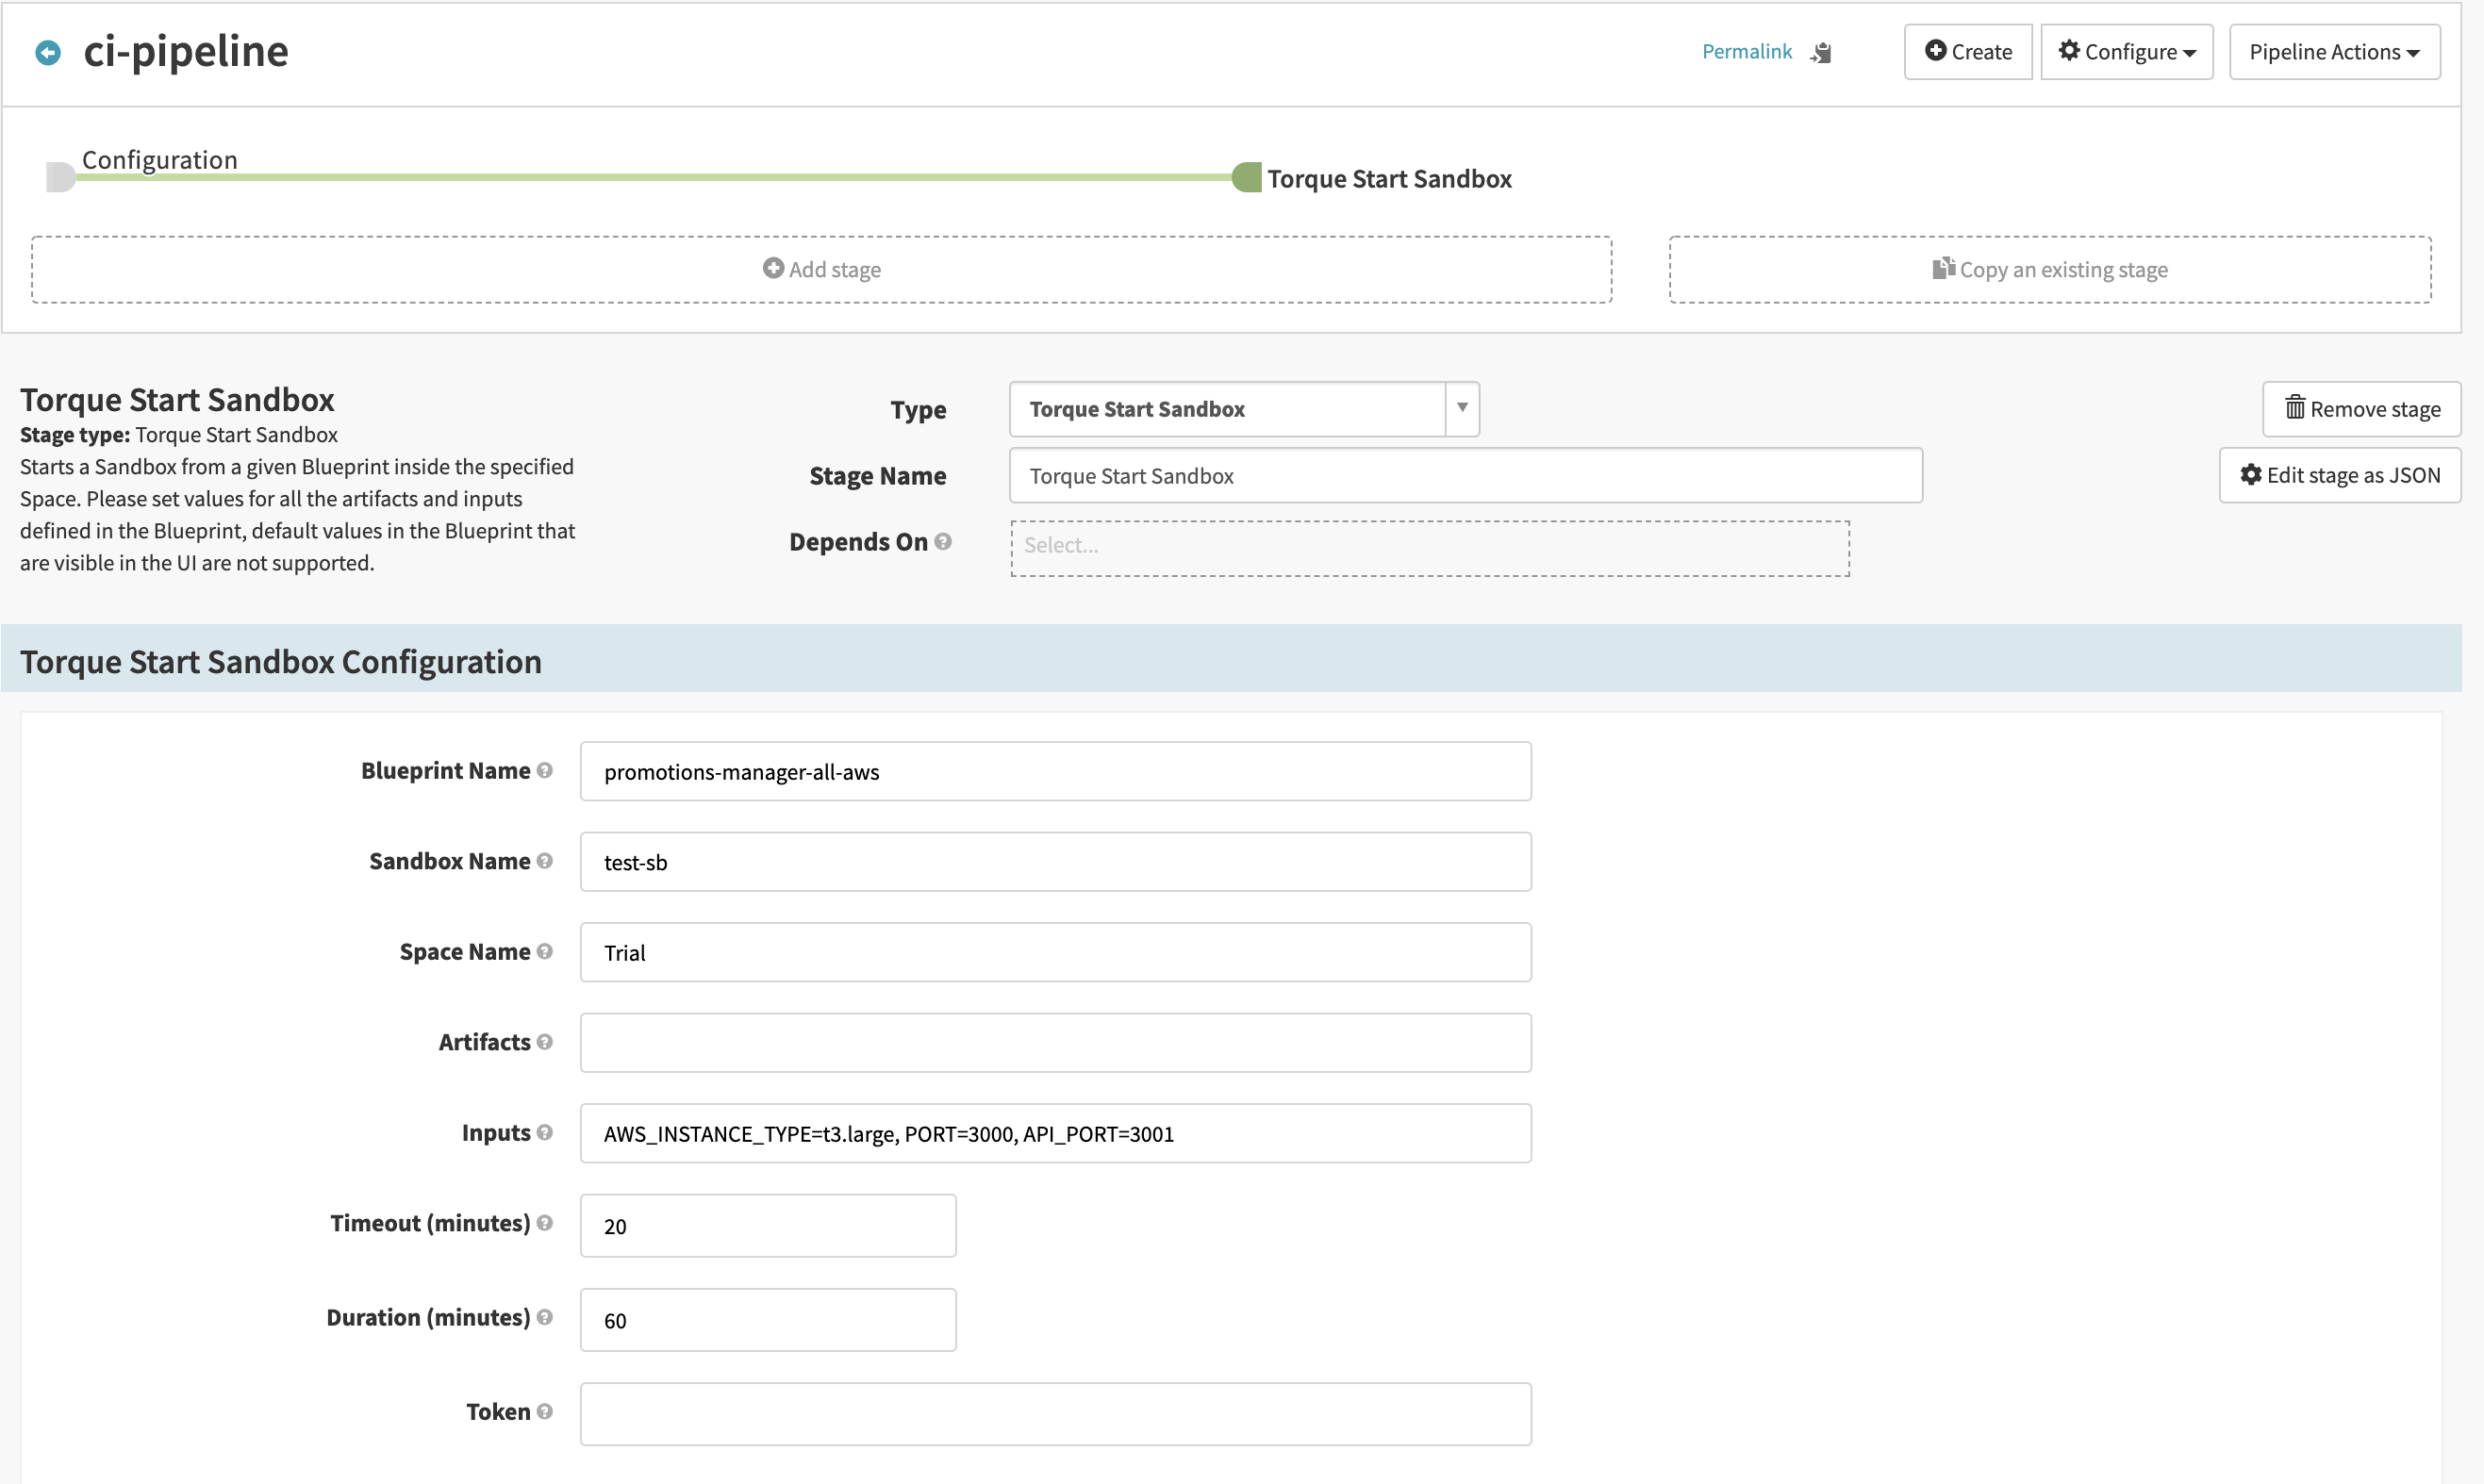 ci-pipeline
Permalink
Create
Configure
Pipeline Actions
Configuration
Torque Start Sandbox
Add stage
Copy an existing stage
Torque Start Sandbox
Stage type: Torque Start Sandbox
Starts a Sandbox from a given Blueprint inside the specified
Space. Please set values for all the artifacts and inputs
defined in the Blueprint, default values in the Blueprint that
are visible in the UI are not supported.
Type
Torque Start Sandbox
Remove stage
Stage Name
Torque Start Sandbox
Edit stage as JSON
Depends On
Select...
Torque Start Sandbox Configuration
Blueprint Name
promotions-manager-all-aws
Sandbox Name
test-sb
Space Name
Trial
Artifacts
Inputs
AWS_INSTANCE_TYPE=t3.large, PORT=3000, API_PORT=3001
Timeout (minutes)
20
Duration (minutes)
60
Token